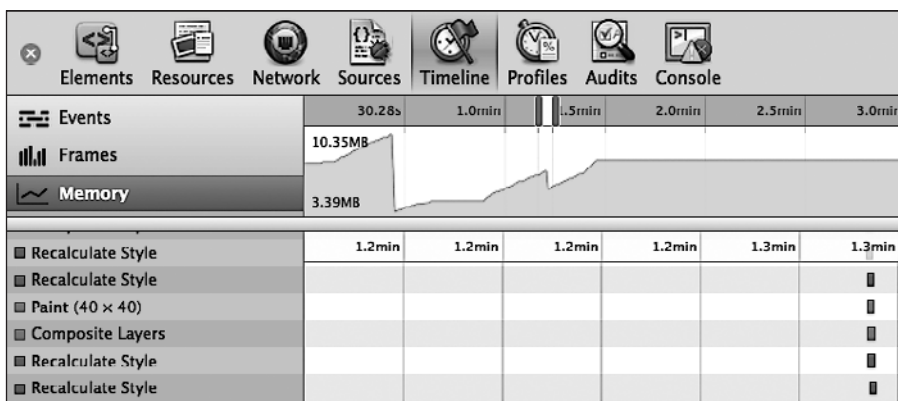 Elements Resources Network Sources Timeline Profiles Audits Console
Events
Frames
Memory
30.28s 1.0min 1.5min 2.0min 2.5min 3.0min
10.35MB
3.39MB
1.2min 1.2min 1.2min 1.2min 1.3min 1.3min
Recalculate Style
Recalculate Style
Paint (40 × 40)
Composite Layers
Recalculate Style
Recalculate Style